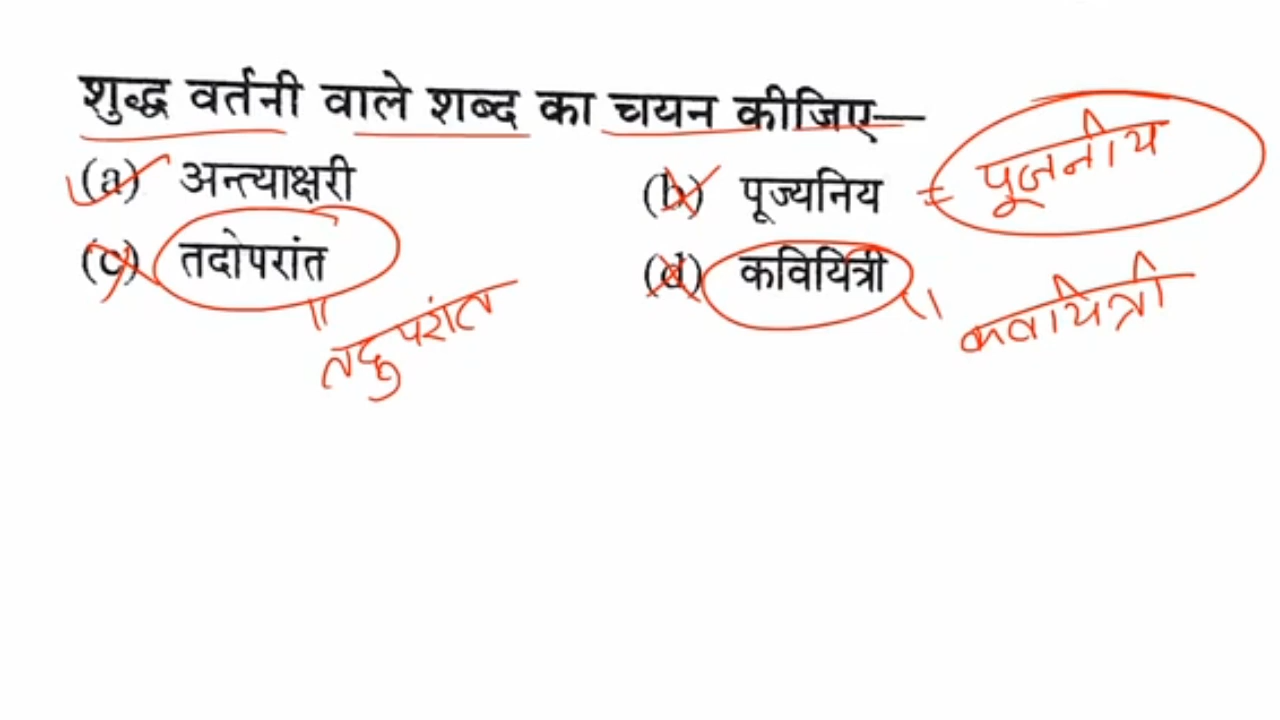 शुद्ध वर्तनी वाले शब्द का चयन कीजिए—
(a) अन्त्याक्षरी (b) पूज्यनिय = पूजनीय
(c) तदोपरांत (d) कवियित्री
तदुपरांत कवयित्री